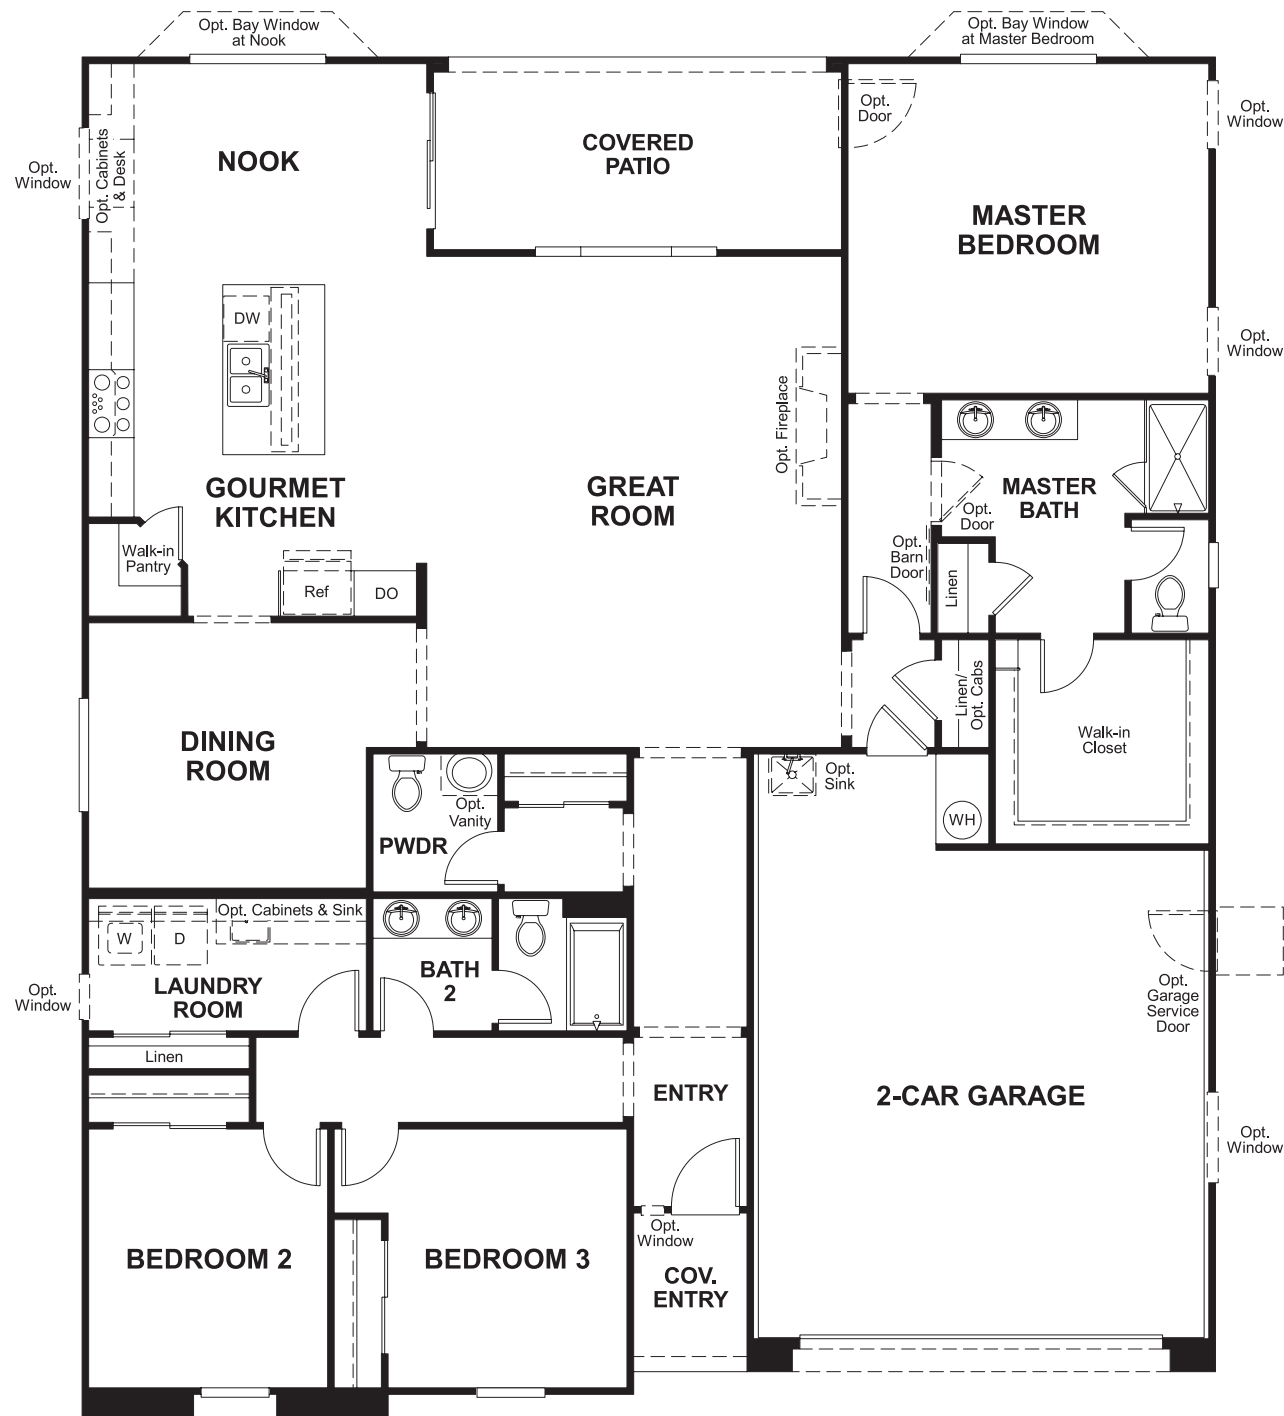 Opt. Bay Window
at Nook
Opt. Bay Window
at Master Bedroom
Opt.
Window
Opt. Cabinets
& Desk
NOOK
COVERED
PATIO
Opt.
Door
Opt.
Window
MASTER
BEDROOM
DW
Opt.
Window
Opt. Fireplace
GOURMET
KITCHEN
GREAT
ROOM
MASTER
BATH
Opt.
Door
Opt.
Barn
Door
Linen
Walk-in
Pantry
Ref
DO
Linen/
Opt. Cabs
Walk-in
Closet
DINING
ROOM
Opt.
Sink
WH
Opt.
Vanity
PWDR
Opt. Cabinets & Sink
W
D
LAUNDRY
ROOM
BATH
2
Opt.
Window
Opt.
Garage
Service
Door
Linen
ENTRY
2-CAR GARAGE
Opt.
Window
Opt.
Window
BEDROOM 2
BEDROOM 3
COV.
ENTRY